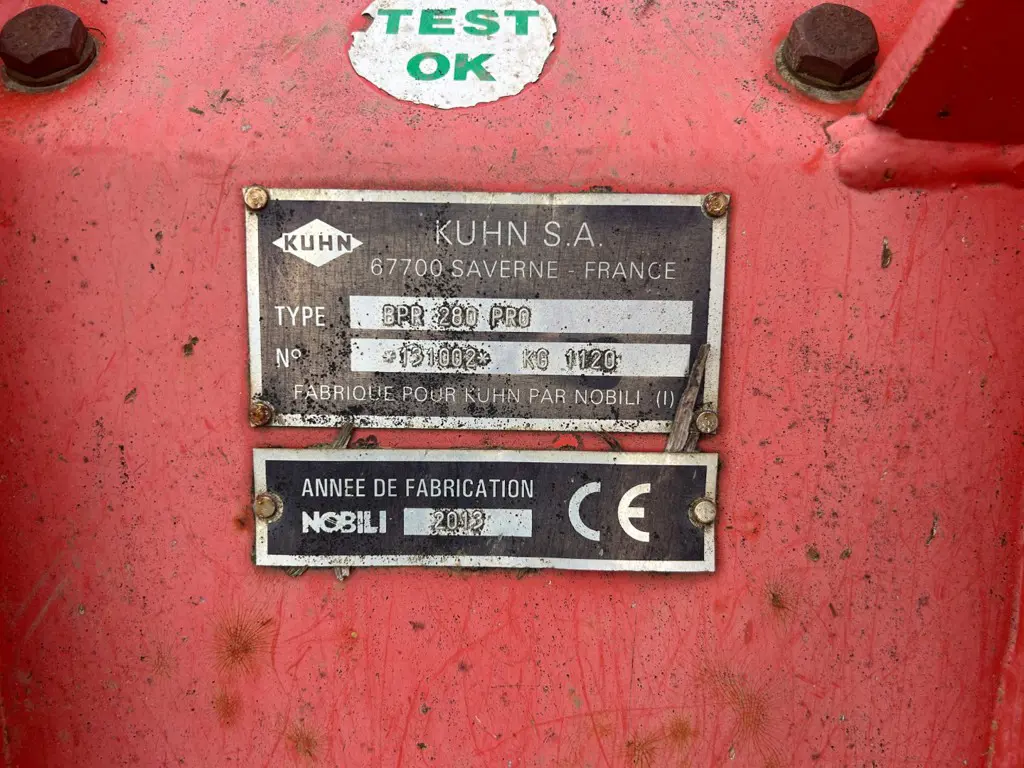 TEST
OK
KUHN
KUHN S.A.
67700 SAVERNE - FRANCE
TYPE BPR 280 PRO
Nº *131002* KG 1120
FABRIQUE POUR KUHN PAR NOBILI (I)
ANNEE DE FABRICATION
NOBILI 2013
CE